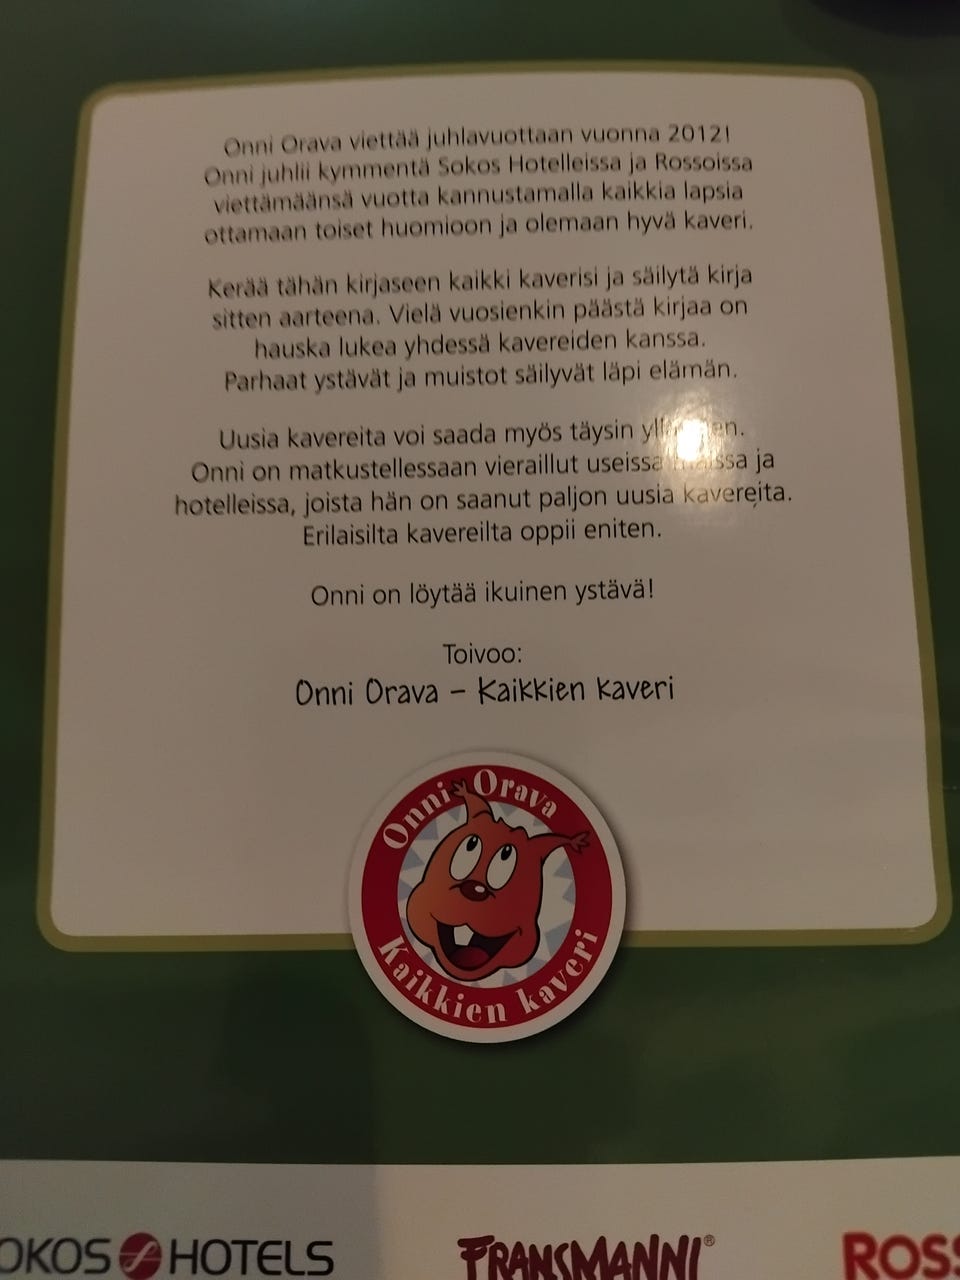 Onni Orava viettää juhlavuottaan vuonna 2012!
Onni juhlii kymmentä Sokos Hotelleissa ja Rossoissa
viettämäänsä vuotta kannustamalla kaikkia lapsia
ottamaan toiset huomioon ja olemaan hyvä kaveri.
Kerää tähän kirjaseen kaikki kaverisi ja säilytä kirja
sitten aarteena. Vielä vuosienkin päästä kirjaa on
hauska lukea yhdessä kavereiden kanssa.
Parhaat ystävät ja muistot säilyvät läpi elämän.
Uusia kavereita voi saada myös täysin
Onni on matkustellessaan vieraillut useissa ja
hotelleissa, joista hän on saanut paljon uusia kavereita.
Erilaisilta kavereilta oppii eniten.
Onni on löytää ikuinen ystävä!
Toivoo:
Onni Orava – Kaikkien kaveri
Onni Orava
Kaikkien kaveri
OKOS HOTELS
FRANSMANNI®
ROSS